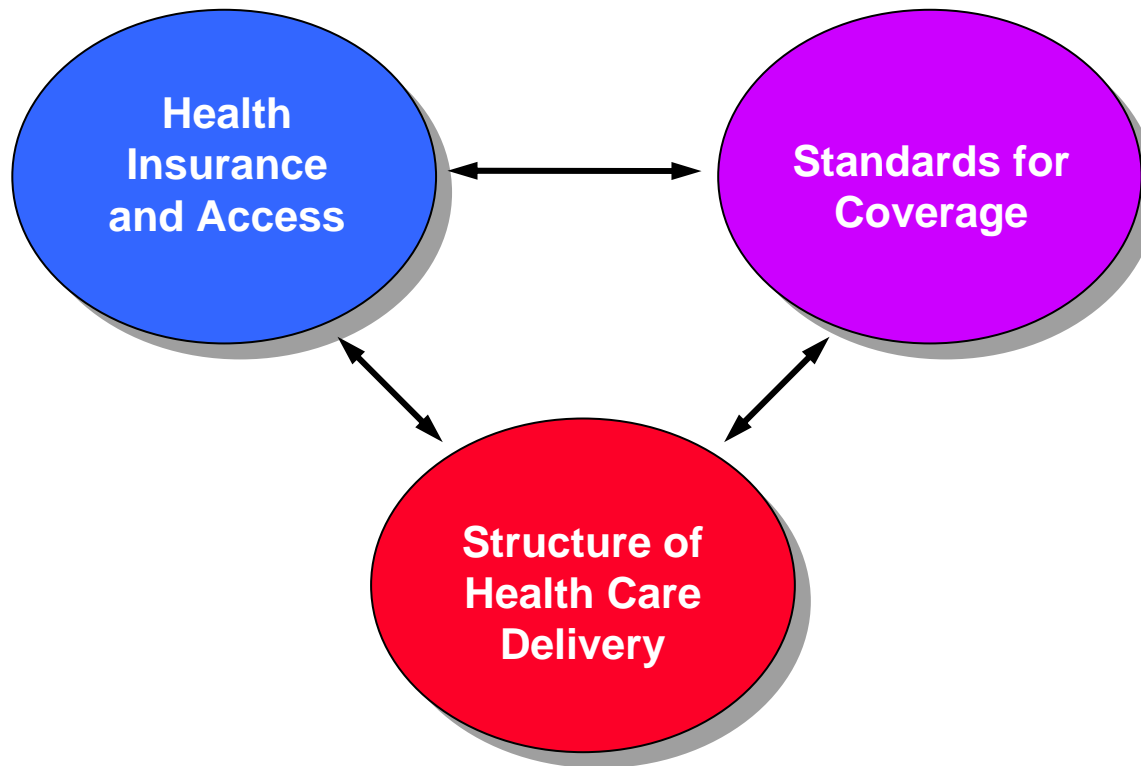 Health
Insurance
and Access
Standards for
Coverage
Structure of
Health Care
Delivery